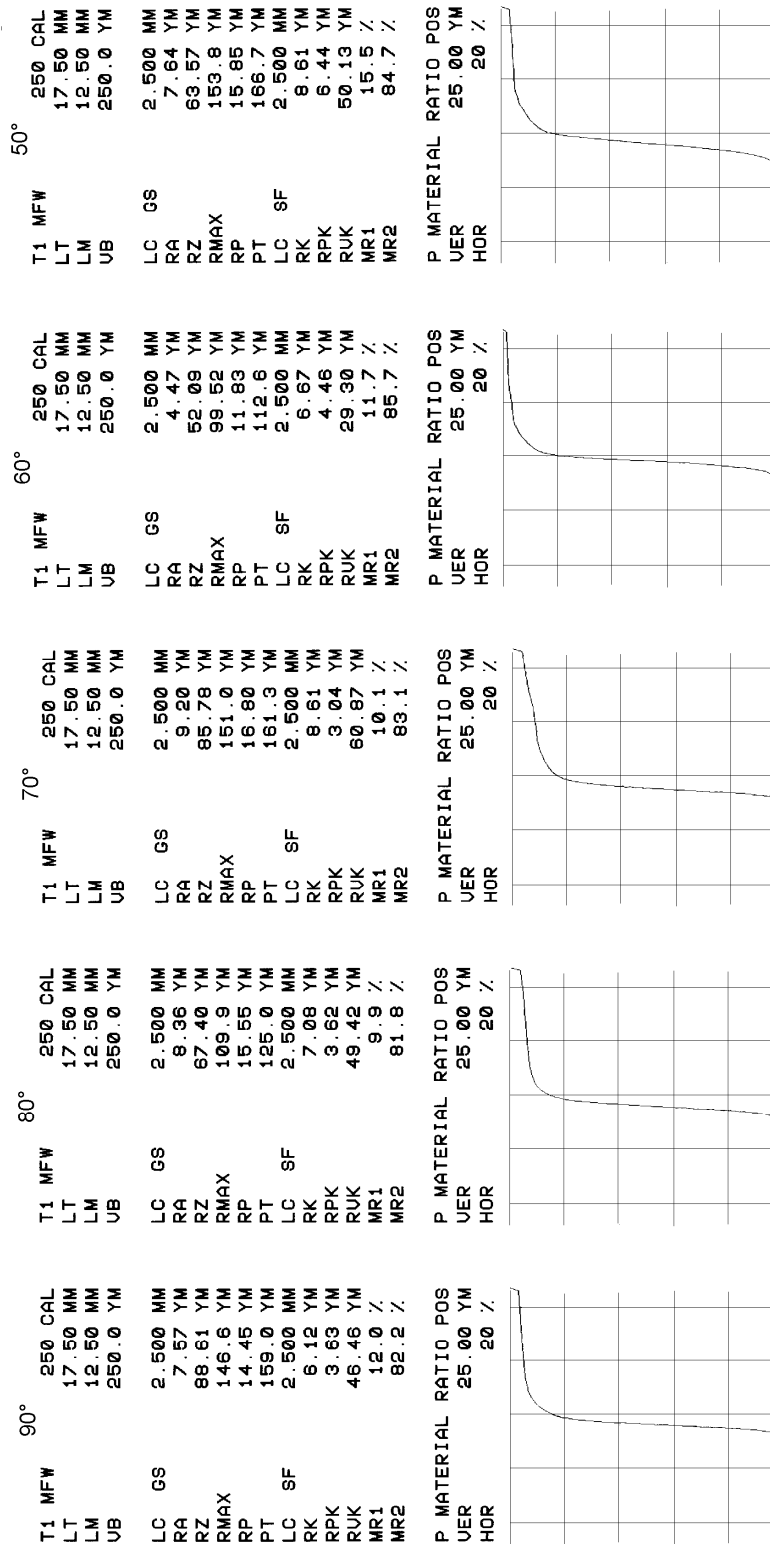 90°
T1 MFW 250 CAL
LT 17.50 MM
LM 12.50 MM
VB 250.0 YM
LC GS 2.500 MM
RA 7.57 YM
RZ 88.61 YM
RMAX 146.6 YM
RP 14.45 YM
PT 159.0 YM
LC SF 2.500 MM
RK 6.12 YM
RPK 3.63 YM
RVK 46.46 YM
MR1 12.0 %
MR2 82.2 %
P MATERIAL RATIO POS
VER 25.00 YM
HOR 20 %
80°
T1 MFW 250 CAL
LT 17.50 MM
LM 12.50 MM
VB 250.0 YM
LC GS 2.500 MM
RA 8.36 YM
RZ 67.40 YM
RMAX 109.9 YM
RP 15.55 YM
PT 125.0 YM
LC SF 2.500 MM
RK 7.08 YM
RPK 3.62 YM
RVK 49.42 YM
MR1 9.9 %
MR2 81.8 %
P MATERIAL RATIO POS
VER 25.00 YM
HOR 20 %
70°
T1 MFW 250 CAL
LT 17.50 MM
LM 12.50 MM
VB 250.0 YM
LC GS 2.500 MM
RA 9.20 YM
RZ 85.78 YM
RMAX 151.0 YM
RP 16.80 YM
PT 161.3 YM
LC SF 2.500 MM
RK 8.61 YM
RPK 3.04 YM
RVK 60.87 YM
MR1 10.1 %
MR2 83.1 %
P MATERIAL RATIO POS
VER 25.00 YM
HOR 20 %
60°
T1 MFW 250 CAL
LT 17.50 MM
LM 12.50 MM
VB 250.0 YM
LC GS 2.500 MM
RA 4.47 YM
RZ 52.09 YM
RMAX 99.52 YM
RP 11.83 YM
PT 112.6 YM
LC SF 2.500 MM
RK 6.67 YM
RPK 4.46 YM
RVK 29.30 YM
MR1 11.7 %
MR2 85.7 %
P MATERIAL RATIO POS
VER 25.00 YM
HOR 20 %
50°
T1 MFW 250 CAL
LT 17.50 MM
LM 12.50 MM
VB 250.0 YM
LC GS 2.500 MM
RA 7.64 YM
RZ 63.57 YM
RMAX 153.8 YM
RP 15.85 YM
PT 166.7 YM
LC SF 2.500 MM
RK 8.61 YM
RPK 6.44 YM
RVK 50.13 YM
MR1 15.5 %
MR2 84.7 %
P MATERIAL RATIO POS
VER 25.00 YM
HOR 20 %